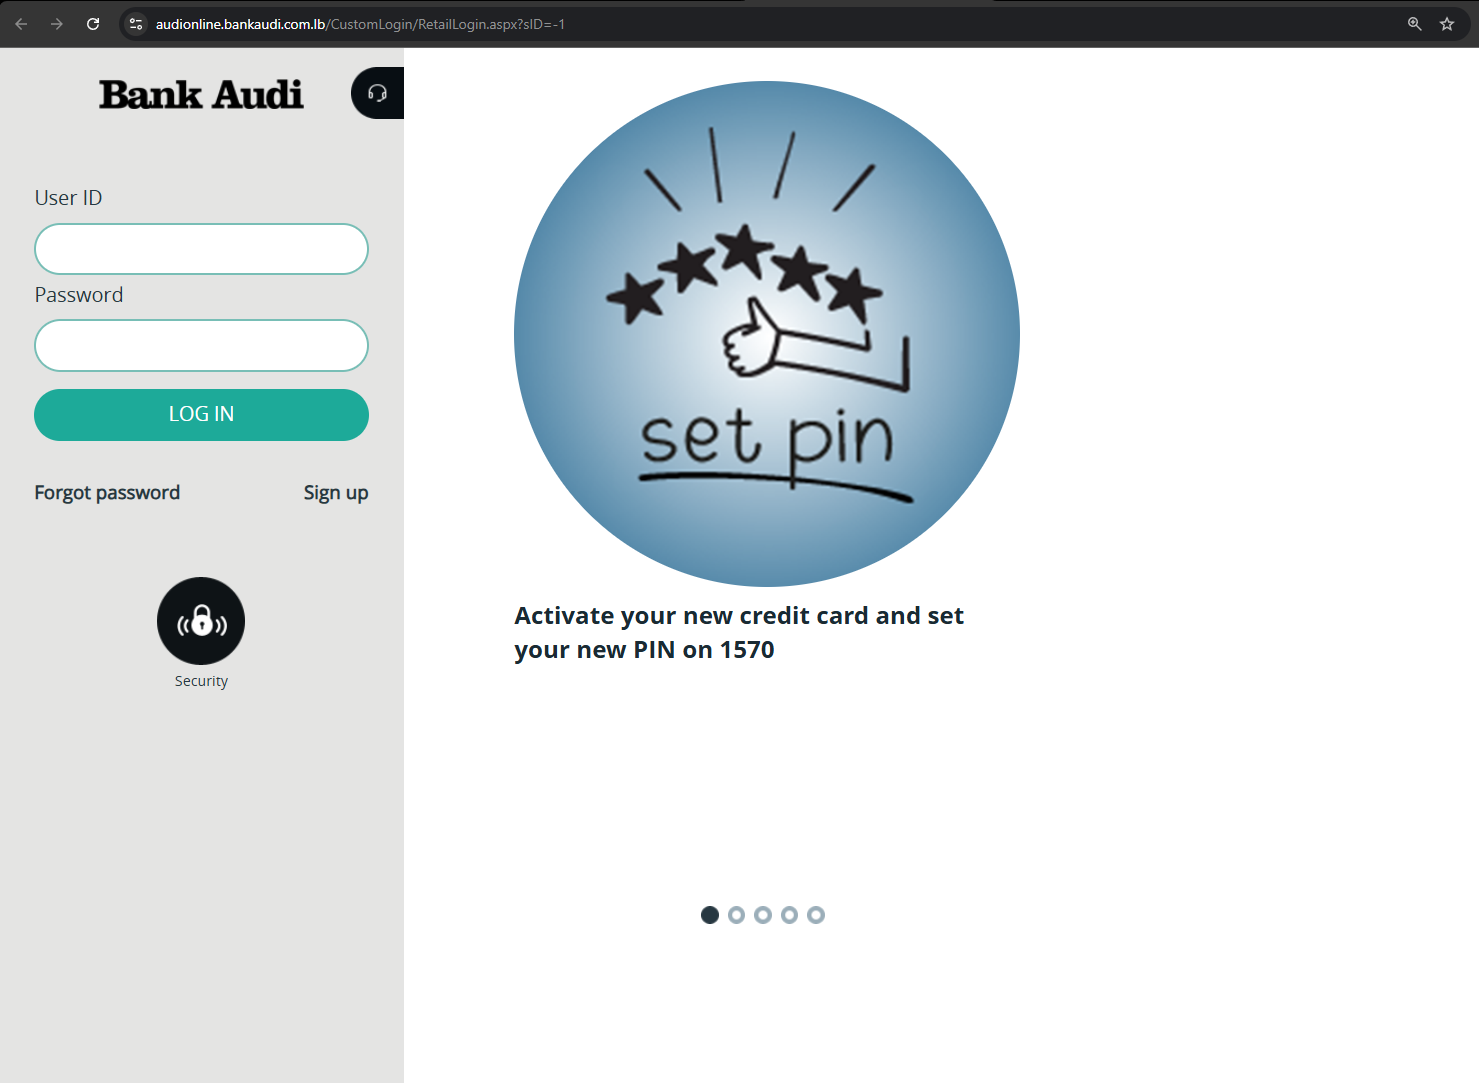 audionline.bankaudi.com.lb/CustomLogin/RetailLogin.aspx?sID=-1
Bank Audi
User ID
Password
LOG IN
Forgot password
Sign up
Security
set pin
Activate your new credit card and set
your new PIN on 1570